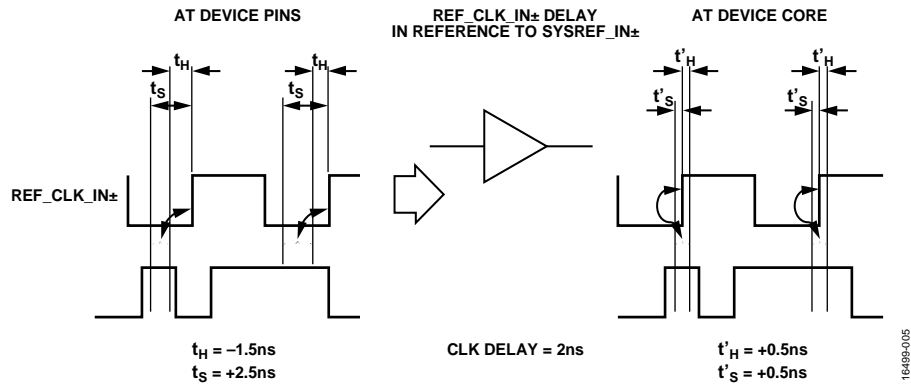 AT DEVICE PINS
REF_CLK_IN± DELAY
IN REFERENCE TO SYSREF_IN±
AT DEVICE CORE
tH
tH
tS
tS
t'H
t'H
t'S
t'S
REF_CLK_IN±
tH = –1.5ns
tS = +2.5ns
CLK DELAY = 2ns
t'H = +0.5ns
t'S = +0.5ns
16499-005